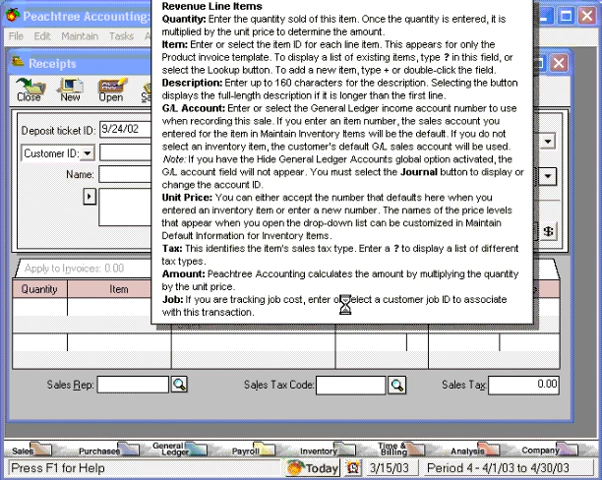 Peachtree Accounting:
File Edit Maintain Tasks
Receipts
Close New Open
Deposit ticket ID: 9/24/02
Customer ID:
Name:
Revenue Line Items
Quantity: Enter the quantity sold of this item. Once the quantity is entered, it is
multiplied by the unit price to determine the amount.
Item: Enter or select the item ID for each line item. This appears for only the
Product invoice template. To display a list of existing items, type ? in this field, or
select the Lookup button. To add a new item, type + or double-click the field.
Description: Enter up to 160 characters for the description. Selecting the button
displays the full-length description if it is longer than the first line.
G/L Account: Enter or select the General Ledger income account number to use
when recording this sale. If you enter an item number, the sales account you
entered for the item in Maintain Inventory Items will be the default. If you do not
select an inventory item, the customer's default G/L sales account will be used.
Note: If you have the Hide General Ledger Accounts global option activated, the
G/L account field will not appear. You must select the Journal button to display or
change the account ID.
Unit Price: You can either accept the number that defaults here when you
entered an inventory item or enter a new number. The names of the price levels
that appear when you open the drop-down list can be customized in Maintain
Default Information for Inventory Items.
Tax: This identifies the item's sales tax type. Enter a ? to display a list of different
tax types.
Amount: Peachtree Accounting calculates the amount by multiplying the quantity
by the unit price.
Job: If you are tracking job cost, enter or select a customer job ID to associate
with this transaction.
$
Apply to Invoices: 0.00
Quantity Item
Sales Rep: Sales Tax Code: Sales Tax: 0.00
Sales Purchases General Ledger Payroll Inventory Time & Billing Analysis Company
Press F1 for Help Today 3/15/03 Period 4 - 4/1/03 to 4/30/03